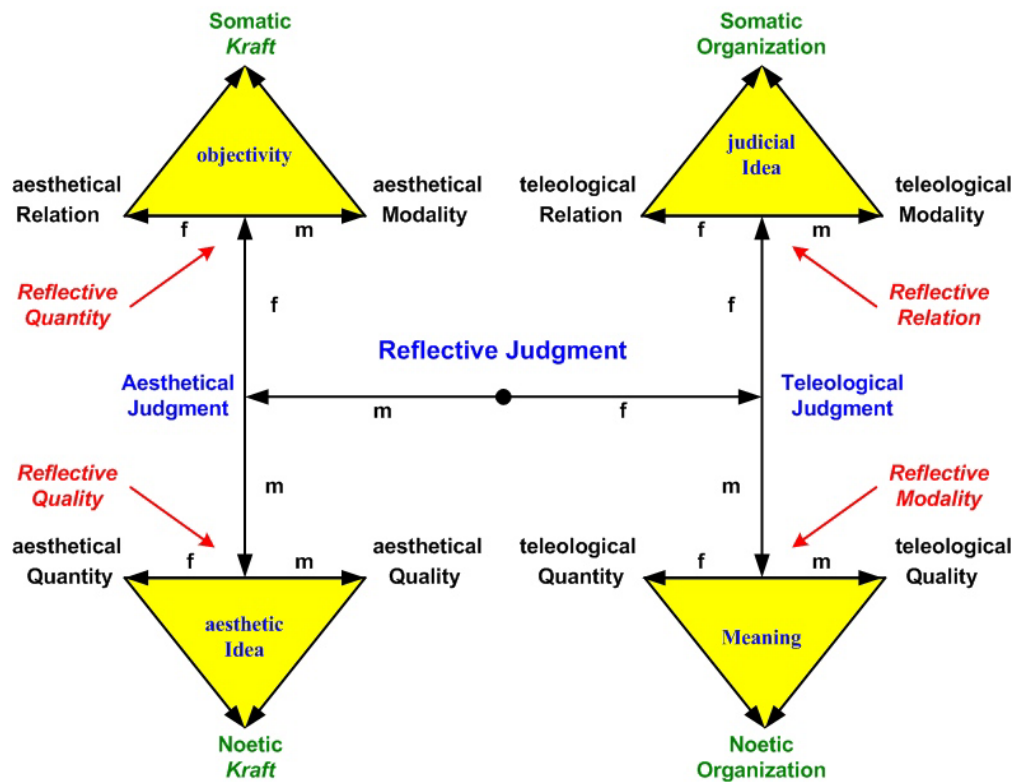 Somatic
Kraft
Somatic
Organization
objectivity
judicial
Idea
aesthetical
Relation
aesthetical
Modality
teleological
Relation
teleological
Modality
f
m
f
m
Reflective
Quantity
f
f
Reflective
Relation
Reflective Judgment
Aesthetical
Judgment
m
f
Teleological
Judgment
Reflective
Quality
m
m
Reflective
Modality
aesthetical
Quantity
f
m
aesthetical
Quality
teleological
Quantity
f
m
teleological
Quality
aesthetic
Idea
Meaning
Noetic
Kraft
Noetic
Organization